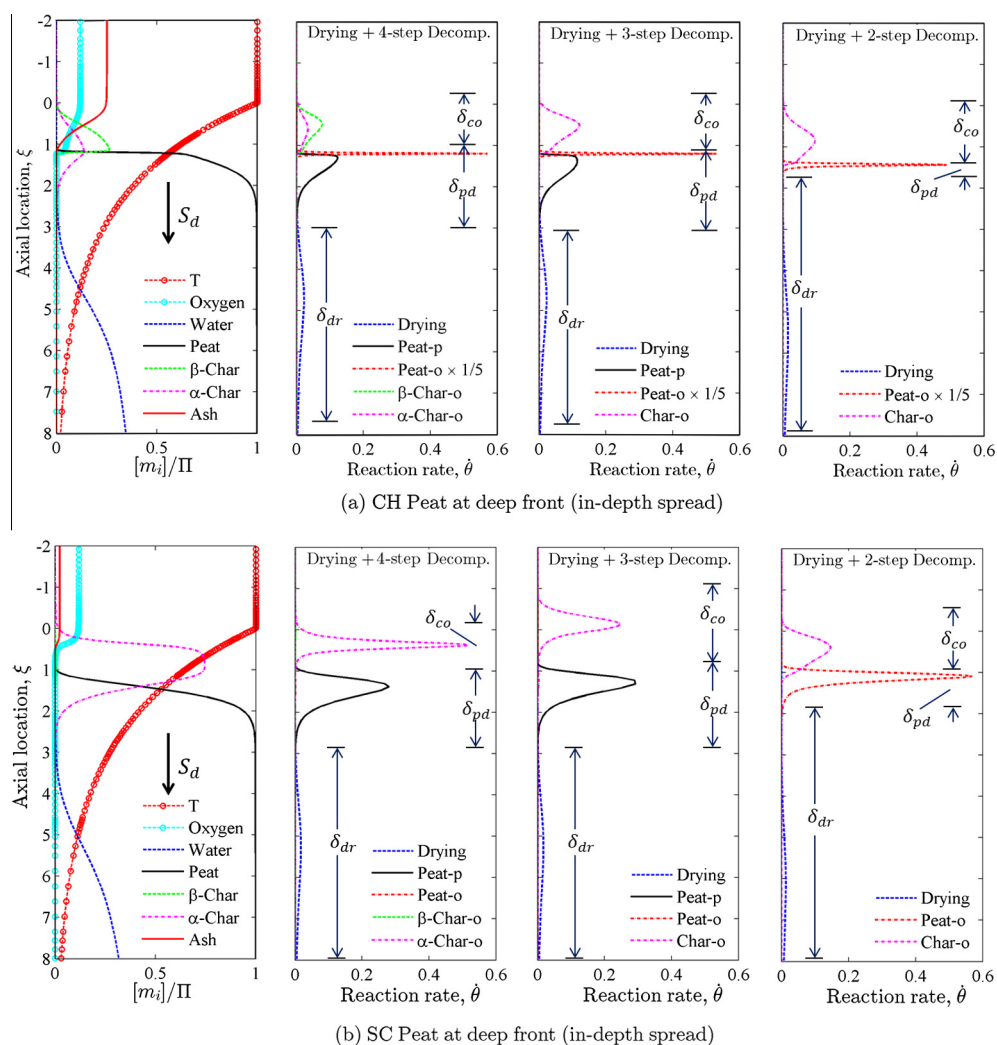 Drying + 4-step Decomp.
Drying + 3-step Decomp.
Drying + 2-step Decomp.
-2
-1
0
1
2
3
4
5
6
7
8
Axial location, ξ
S_d
T
Oxygen
Water
Peat
β-Char
α-Char
Ash
0
0.5
1
[m_i]/Π
δ_co
δ_pd
δ_dr
Drying
Peat-p
Peat-o × 1/5
β-Char-o
α-Char-o
0 0.2 0.4 0.6
Reaction rate, θ̇
δ_co
δ_pd
δ_dr
Drying
Peat-p
Peat-o × 1/5
Char-o
0 0.2 0.4 0.6
Reaction rate, θ̇
δ_co
δ_pd
δ_dr
Drying
Peat-o × 1/5
Char-o
0 0.2 0.4 0.6
Reaction rate, θ̇
(a) CH Peat at deep front (in-depth spread)
Drying + 4-step Decomp.
Drying + 3-step Decomp.
Drying + 2-step Decomp.
-2
-1
0
1
2
3
4
5
6
7
8
Axial location, ξ
S_d
T
Oxygen
Water
Peat
β-Char
α-Char
Ash
0
0.5
1
[m_i]/Π
δ_co
δ_pd
δ_dr
Drying
Peat-p
Peat-o
β-Char-o
α-Char-o
0 0.2 0.4 0.6
Reaction rate, θ̇
δ_co
δ_pd
δ_dr
Drying
Peat-p
Peat-o
Char-o
0 0.2 0.4 0.6
Reaction rate, θ̇
δ_co
δ_pd
δ_dr
Drying
Peat-o
Char-o
0 0.2 0.4 0.6
Reaction rate, θ̇
(b) SC Peat at deep front (in-depth spread)